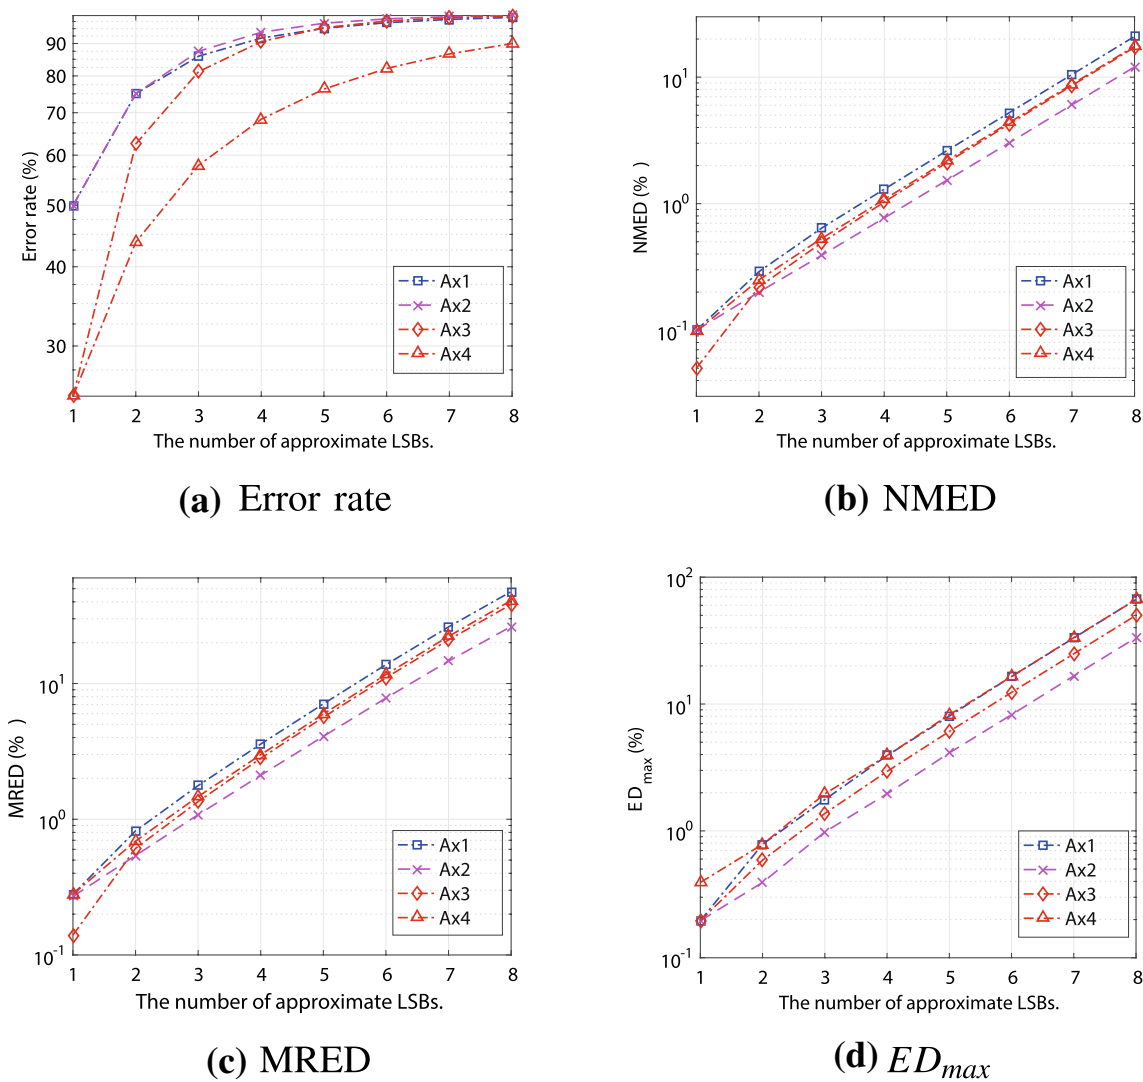 90
80
70
60
50
40
30
Error rate (%)
Ax1
Ax2
Ax3
Ax4
1 2 3 4 5 6 7 8
The number of approximate LSBs.
(a) Error rate
10^1
10^0
10^-1
NMED (% )
Ax1
Ax2
Ax3
Ax4
1 2 3 4 5 6 7 8
The number of approximate LSBs.
(b) NMED
10^1
10^0
10^-1
MRED (% )
Ax1
Ax2
Ax3
Ax4
1 2 3 4 5 6 7 8
The number of approximate LSBs.
(c) MRED
10^2
10^1
10^0
10^-1
ED_max (%)
Ax1
Ax2
Ax3
Ax4
1 2 3 4 5 6 7 8
The number of approximate LSBs.
(d) ED_max